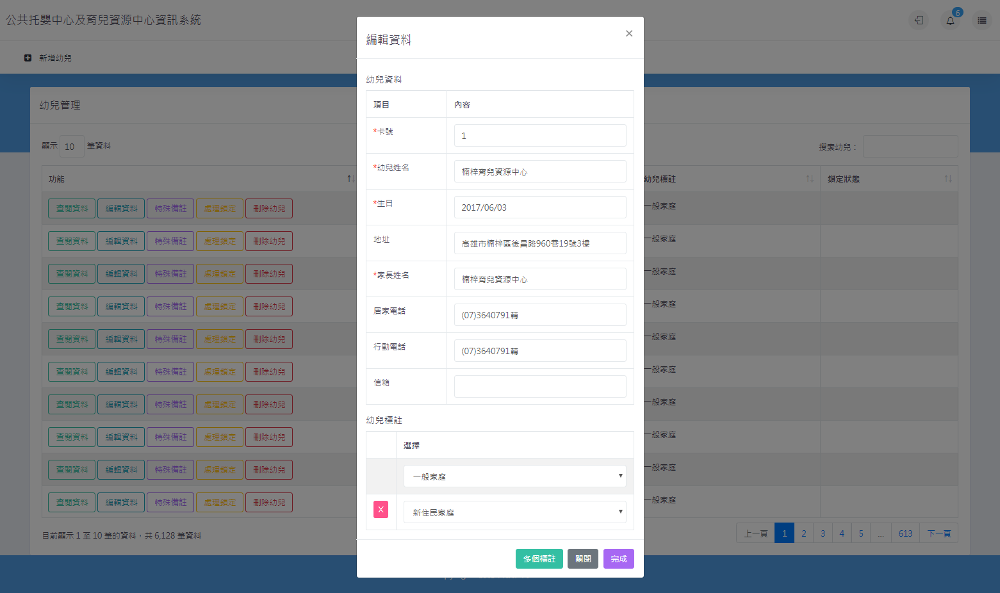 公共托嬰中心及育兒資源中心資訊系統
6
新增幼兒
幼兒管理
顯示 10 筆資料
搜索幼兒：
功能
幼兒標註
鎖定狀態
查閱資料 編輯資料 特殊備註 處理鎖定 刪除幼兒
一般家庭
查閱資料 編輯資料 特殊備註 處理鎖定 刪除幼兒
一般家庭
查閱資料 編輯資料 特殊備註 處理鎖定 刪除幼兒
一般家庭
查閱資料 編輯資料 特殊備註 處理鎖定 刪除幼兒
一般家庭
查閱資料 編輯資料 特殊備註 處理鎖定 刪除幼兒
一般家庭
查閱資料 編輯資料 特殊備註 處理鎖定 刪除幼兒
一般家庭
查閱資料 編輯資料 特殊備註 處理鎖定 刪除幼兒
一般家庭
查閱資料 編輯資料 特殊備註 處理鎖定 刪除幼兒
一般家庭
查閱資料 編輯資料 特殊備註 處理鎖定 刪除幼兒
一般家庭
查閱資料 編輯資料 特殊備註 處理鎖定 刪除幼兒
一般家庭
目前顯示 1 至 10 筆的資料，共 6,128 筆資料
上一頁 1 2 3 4 5 ... 613 下一頁
編輯資料
×
幼兒資料
項目 內容
*卡號 1
*幼兒姓名 楠梓育兒資源中心
*生日 2017/06/03
地址 高雄市楠梓區後昌路960巷19號3樓
*家長姓名 楠梓育兒資源中心
居家電話 (07)3640791轉
行動電話 (07)3640791轉
信箱
幼兒標註
選擇
一般家庭
X 新住民家庭
多個標註 關閉 完成